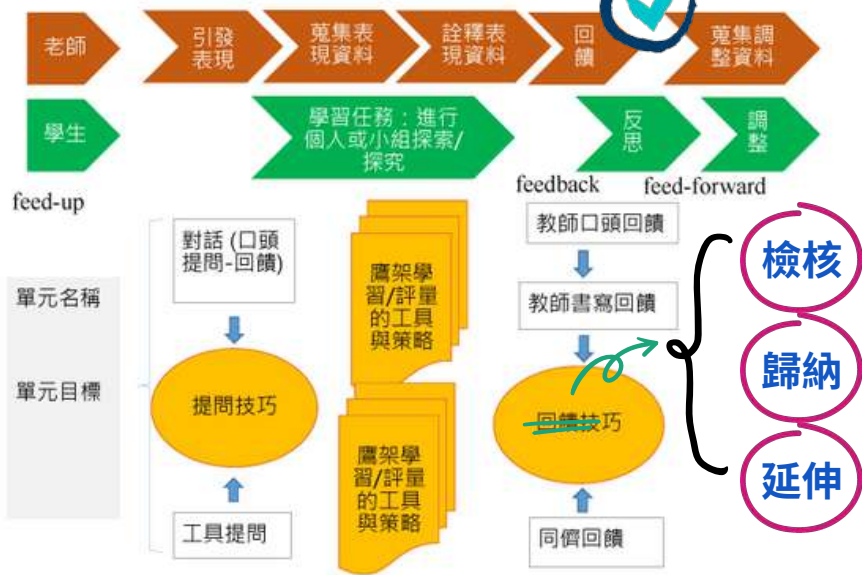 老師
引發
表現
蒐集表
現資料
詮釋表
現資料
回
饋
蒐集調
整資料
學生
學習任務：進行
個人或小組探索/
探究
反
思
調
整
feed-up
feedback
feed-forward
單元名稱
單元目標
對話 (口頭
提問-回饋)
提問技巧
工具提問
鷹架學
習/評量
的工具
與策略
鷹架學
習/評量
的工具
與策略
教師口頭回饋
教師書寫回饋
回饋技巧
同儕回饋
檢核
歸納
延伸